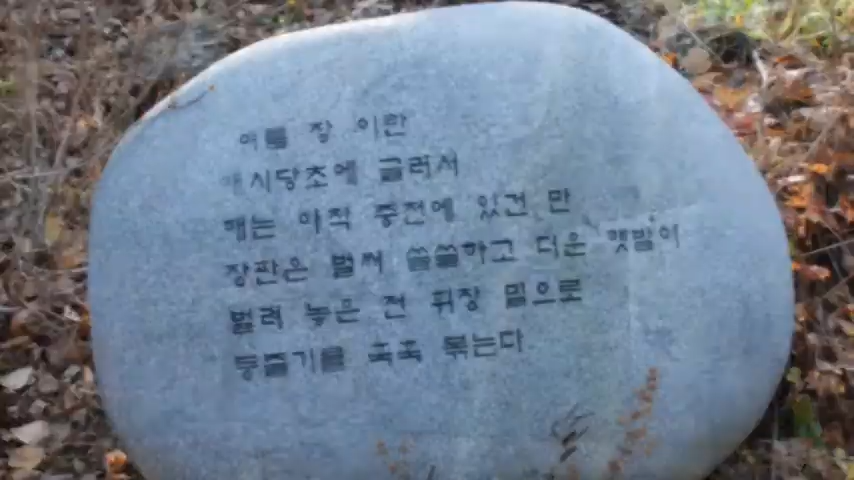 여름 장 이란
애시당초에 글러서
해는 아직 중천에 있건 만
장판은 벌써 쓸쓸하고 더운 햇발이
벌려 놓은 전 휘장 밑으로
등줄기를 훅훅 볶는다